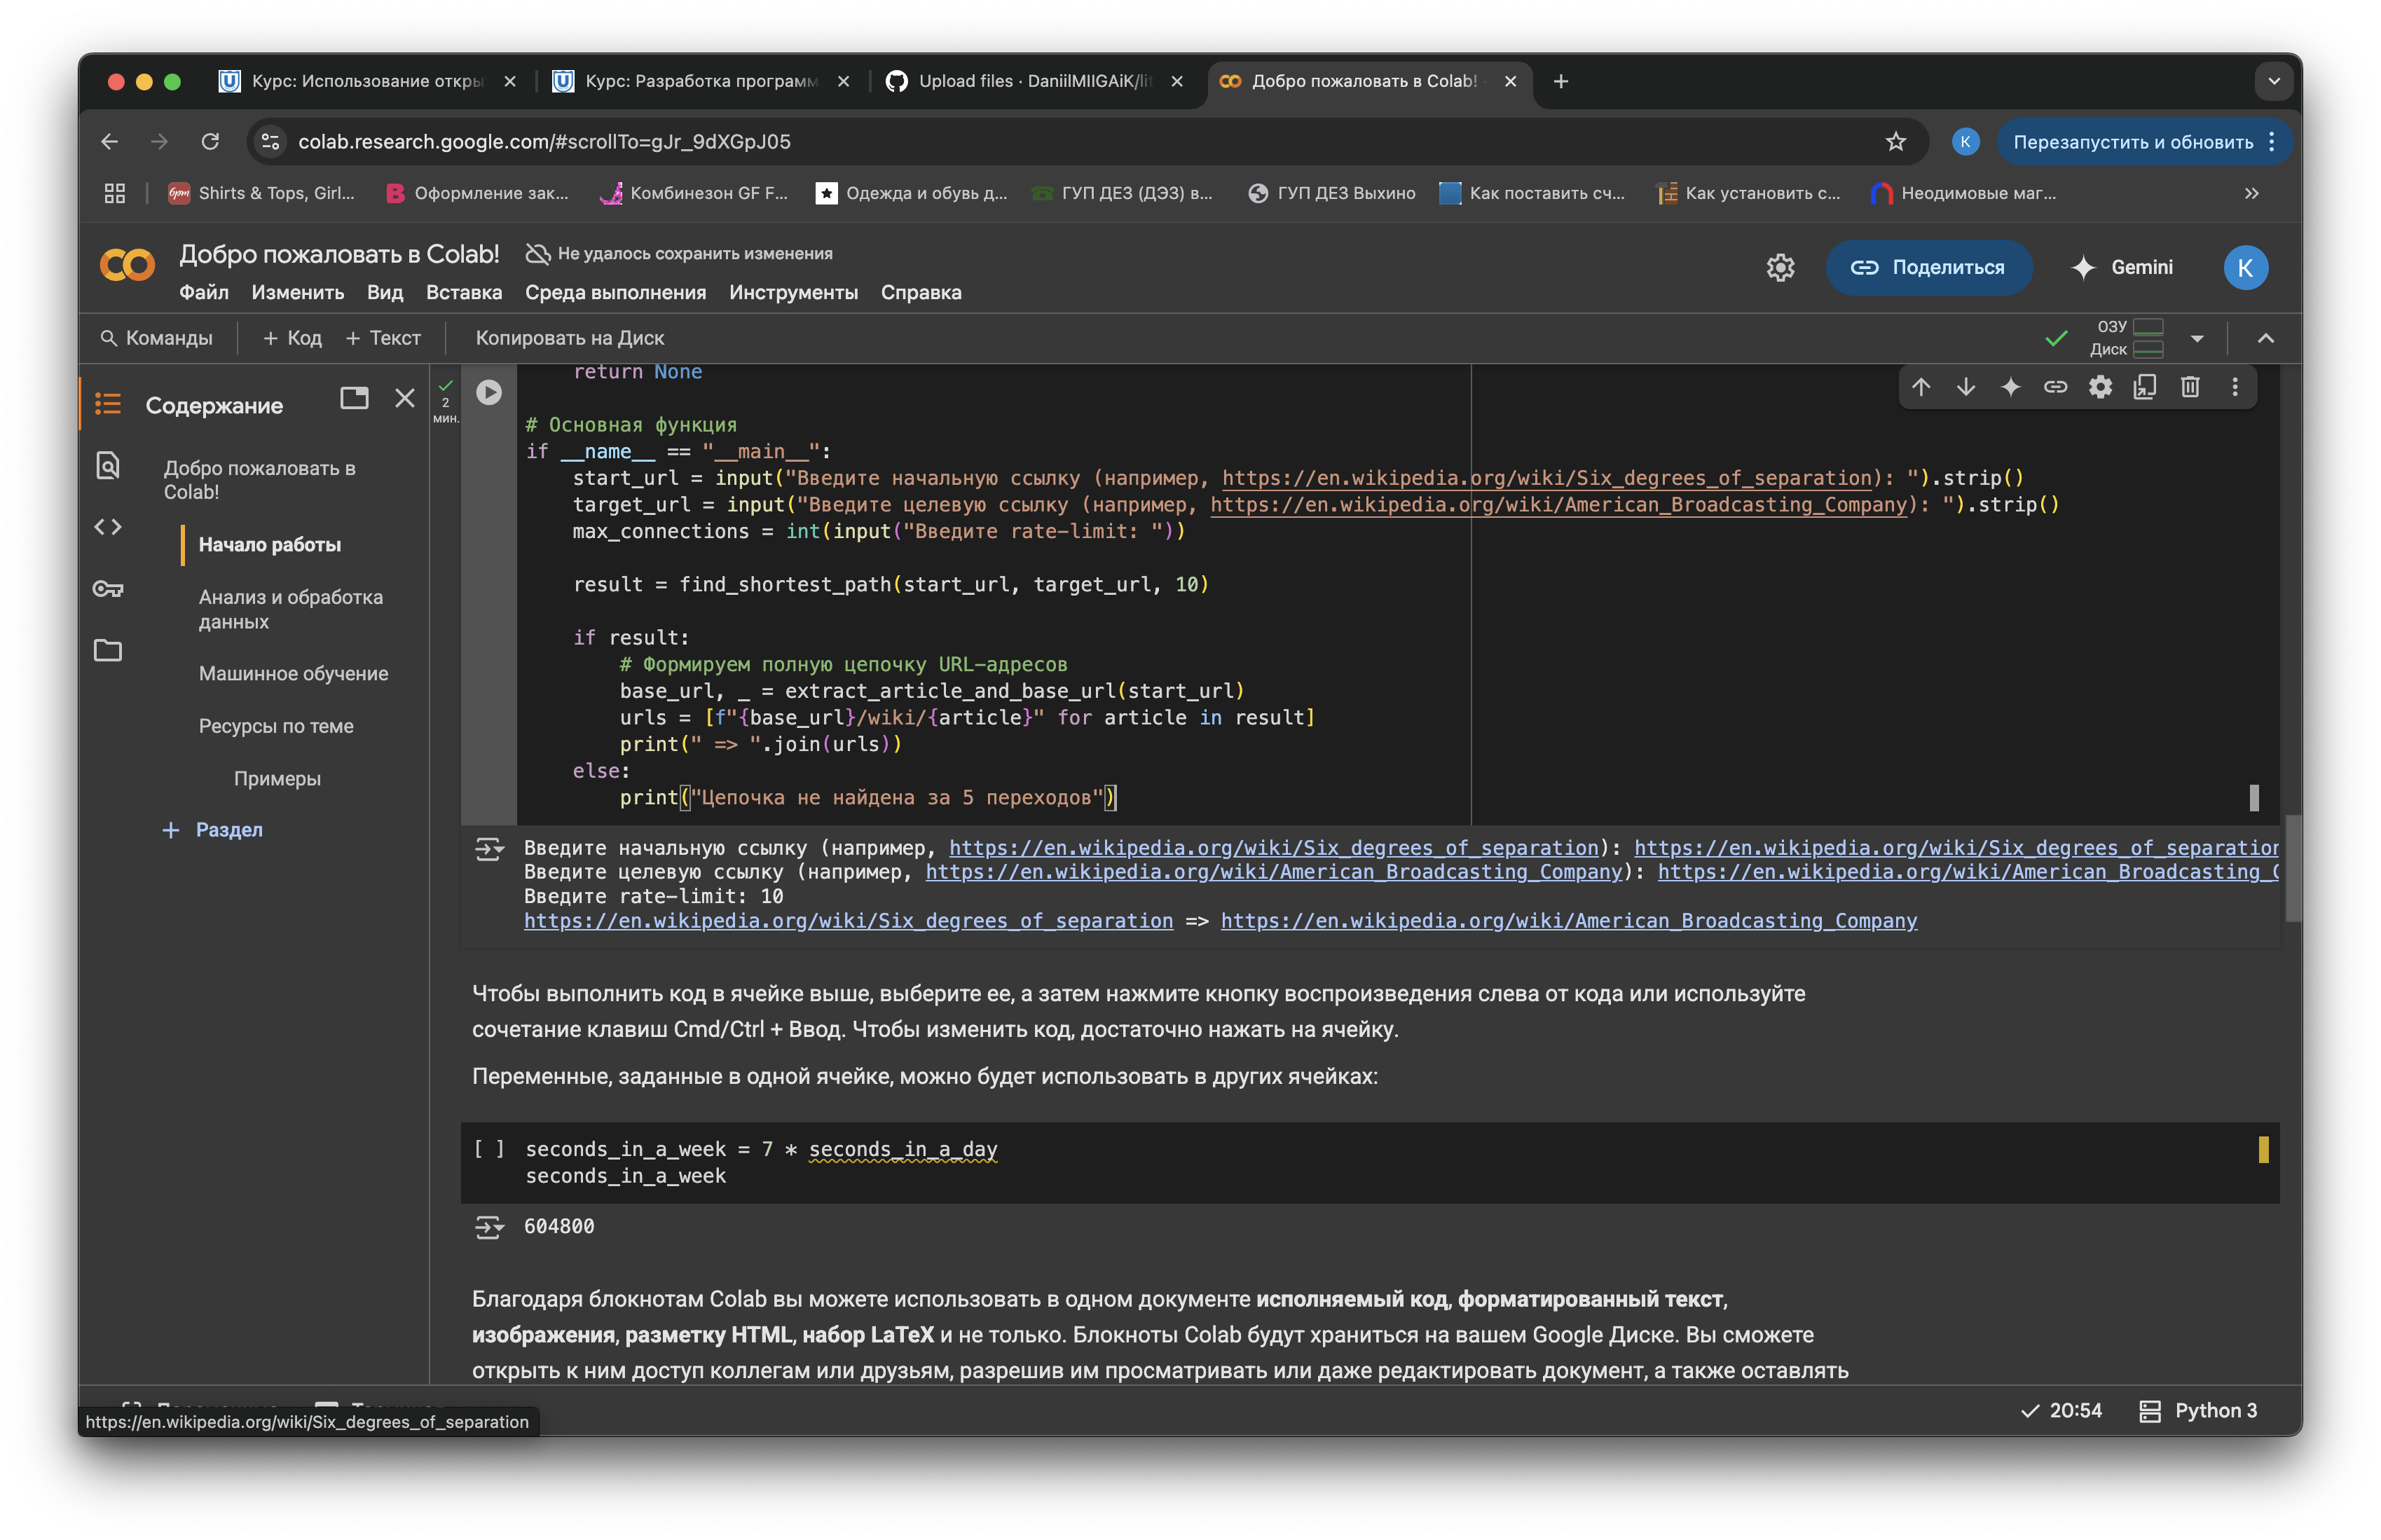 Курс: Использование откры
Курс: Разработка программ
Upload files · DaniilMIIGAiK/lit
Добро пожаловать в Colab! -
colab.research.google.com/#scrollTo=gJr_9dXGpJ05
K
Перезапустить и обновить
6pm Shirts & Tops, Girl...
B Оформление зак...
Комбинезон GF F...
Одежда и обувь д...
ГУП ДЕЗ (ДЭЗ) в...
ГУП ДЕЗ Выхино
Как поставить сч...
Как установить с...
Неодимовые маг...
Добро пожаловать в Colab!
Не удалось сохранить изменения
Файл Изменить Вид Вставка Среда выполнения Инструменты Справка
Поделиться
Gemini
K
Команды + Код + Текст Копировать на Диск
ОЗУ
Диск
Содержание
Добро пожаловать в
Colab!
Начало работы
Анализ и обработка
данных
Машинное обучение
Ресурсы по теме
Примеры
+ Раздел
2
мин.
return None
# Основная функция
if __name__ == "__main__":
start_url = input("Введите начальную ссылку (например, https://en.wikipedia.org/wiki/Six_degrees_of_separation): ").strip()
target_url = input("Введите целевую ссылку (например, https://en.wikipedia.org/wiki/American_Broadcasting_Company): ").strip()
max_connections = int(input("Введите rate-limit: "))
result = find_shortest_path(start_url, target_url, 10)
if result:
# Формируем полную цепочку URL-адресов
base_url, _ = extract_article_and_base_url(start_url)
urls = [f"{base_url}/wiki/{article}" for article in result]
print(" => ".join(urls))
else:
print("Цепочка не найдена за 5 переходов")
Введите начальную ссылку (например, https://en.wikipedia.org/wiki/Six_degrees_of_separation): https://en.wikipedia.org/wiki/Six_degrees_of_separation
Введите целевую ссылку (например, https://en.wikipedia.org/wiki/American_Broadcasting_Company): https://en.wikipedia.org/wiki/American_Broadcasting_C
Введите rate-limit: 10
https://en.wikipedia.org/wiki/Six_degrees_of_separation => https://en.wikipedia.org/wiki/American_Broadcasting_Company
Чтобы выполнить код в ячейке выше, выберите ее, а затем нажмите кнопку воспроизведения слева от кода или используйте
сочетание клавиш Cmd/Ctrl + Ввод. Чтобы изменить код, достаточно нажать на ячейку.
Переменные, заданные в одной ячейке, можно будет использовать в других ячейках:
[ ] seconds_in_a_week = 7 * seconds_in_a_day
seconds_in_a_week
604800
Благодаря блокнотам Colab вы можете использовать в одном документе исполняемый код, форматированный текст,
изображения, разметку HTML, набор LaTeX и не только. Блокноты Colab будут храниться на вашем Google Диске. Вы сможете
открыть к ним доступ коллегам или друзьям, разрешив им просматривать или даже редактировать документ, а также оставлять
https://en.wikipedia.org/wiki/Six_degrees_of_separation
20:54
Python 3